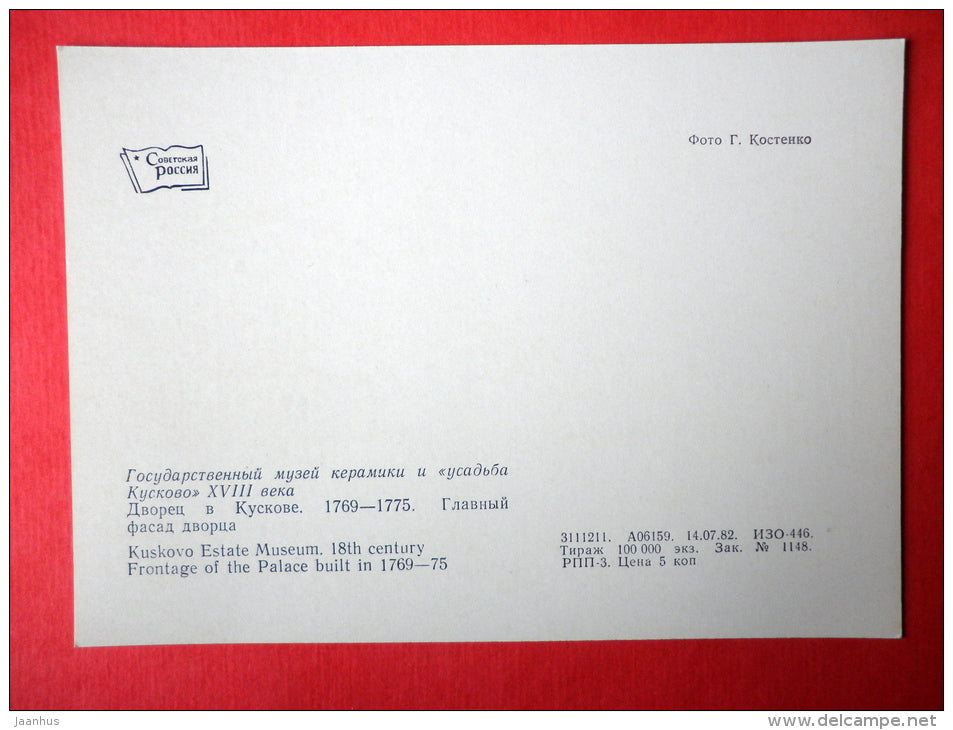 Советская
Россия
Фото Г. Костенко
Государственный музей керамики и «усадьба
Кусково» XVIII века
Дворец в Кускове. 1769—1775. Главный
фасад дворца
Kuskovo Estate Museum. 18th century
Frontage of the Palace built in 1769—75
3111211. А06159. 14.07.82. ИЗО-446.
Тираж 100 000 экз. Зак. № 1148.
РПП-3. Цена 5 коп
jaanhus
www.delcampe.net